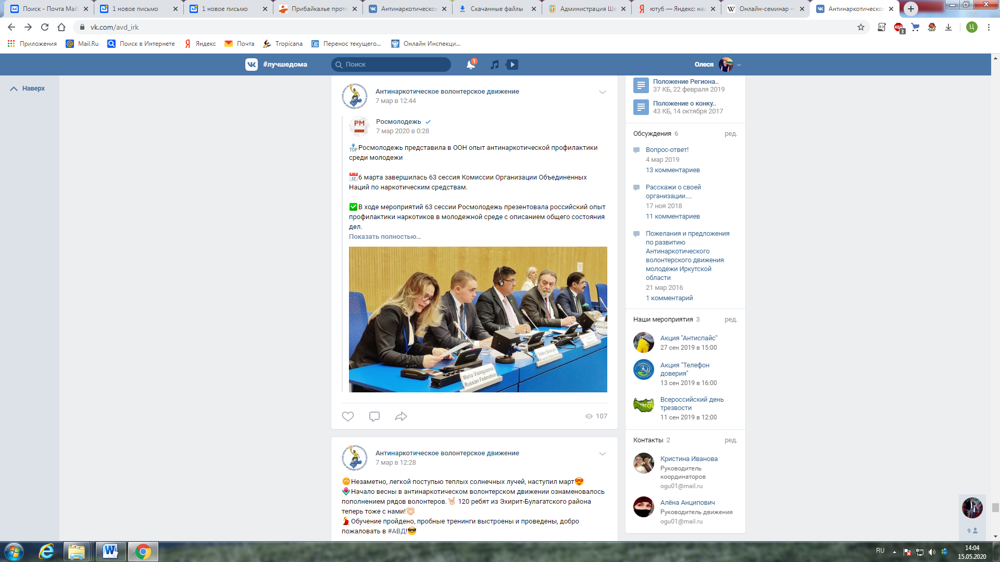 Поиск - Почта Mail.
1 новое письмо
1 новое письмо
Прибайкалье проти
Антинаркотическое
Скачанные файлы
Администрация Ше
ютуб — Яндекс: на
Онлайн-семинар —
Антинаркотическо
vk.com/avd_irk
ABP
3
Ц
Приложения
Mail.Ru
Поиск в Интернете
Яндекс
Почта
Tropicana
Перенос текущего...
Онлайн Инспекци...
#лучшедома
Поиск
1
Олеся
Наверх
Антинаркотическое волонтерское движение
7 мар в 12:44
РМ
Росмолодежь
7 мар 2020 в 0:28
TOP Росмолодежь представила в ООН опыт антинаркотической профилактики
среди молодежи
17 6 марта завершилась 63 сессия Комиссии Организации Объединенных
Наций по наркотическим средствам.
✅В ходе мероприятий 63 сессии Росмолодежь презентовала российский опыт
профилактики наркотиков в молодежной среде с описанием общего состояния
дел.
Показать полностью...
Maria Visloguzova
Russian Federation
107
Антинаркотическое волонтерское движение
7 мар в 12:28
🌞Незаметно, легкой поступью теплых солнечных лучей, наступил март😍
🌷Начало весны в антинаркотическом волонтерском движении ознаменовалось
пополнением рядов волонтеров.🤘 120 ребят из Эхирит-Булагатского района
теперь тоже с нами!
💃Обучение пройдено, пробные тренинги выстроены и проведены, добро
пожаловать в #АВД!😎
Положение Региона..
37 КБ, 22 февраля 2019
Положение о конку..
43 КБ, 14 октября 2017
Обсуждения 6 ред.
Вопрос-ответ!
4 мар 2019
13 комментариев
Расскажи о своей
организации....
17 ноя 2018
11 комментариев
Пожелания и предложения
по развитию
Антинаркотического
волонтерского движения
молодежи Иркутской
области
21 мар 2016
1 комментарий
Наши мероприятия 3 ред.
Акция "Антиспайс"
27 сен 2019 в 15:00
Акция "Телефон
доверия"
13 сен 2019 в 16:00
Всероссийский день
трезвости
11 сен 2019 в 12:00
Контакты 2 ред.
Кристина Иванова
Руководитель
координаторов
ogu01@mail.ru
Алёна Анципович
Руководитель движения
ogu01@mail.ru
9
RU
14:04
15.05.2020